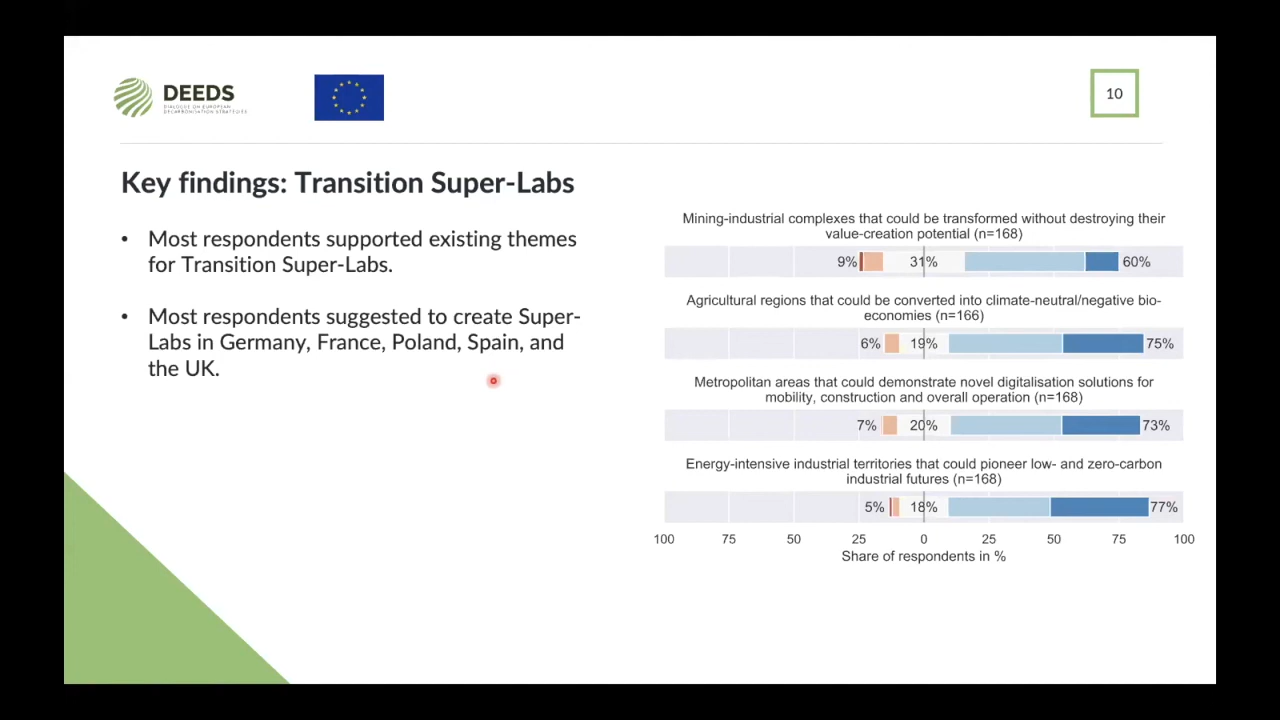 DEEDS
DIALOGUE ON EUROPEAN
DECARBONISATION STRATEGIES
10
Key findings: Transition Super-Labs
• Most respondents supported existing themes
for Transition Super-Labs.
• Most respondents suggested to create Super-
Labs in Germany, France, Poland, Spain, and
the UK.
Mining-industrial complexes that could be transformed without destroying their
value-creation potential (n=168)
9% 31% 60%
Agricultural regions that could be converted into climate-neutral/negative bio-
economies (n=166)
6% 19% 75%
Metropolitan areas that could demonstrate novel digitalisation solutions for
mobility, construction and overall operation (n=168)
7% 20% 73%
Energy-intensive industrial territories that could pioneer low- and zero-carbon
industrial futures (n=168)
5% 18% 77%
100 75 50 25 0 25 50 75 100
Share of respondents in %